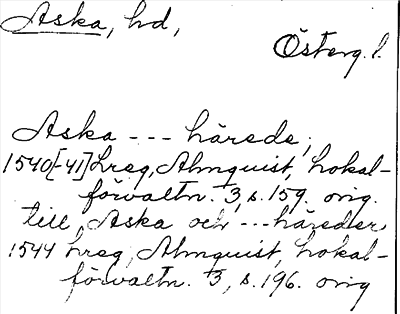 Aska, hd,
Österg.l.
Aska --- härede;
1540[-41] Lreg, Almquist, Lokal-
förvaltn. 3, s. 159. orig.
till Aska och --- häreder,
1544 Lreg, Almquist, Lokal-
förvaltn. 3, s. 196. orig